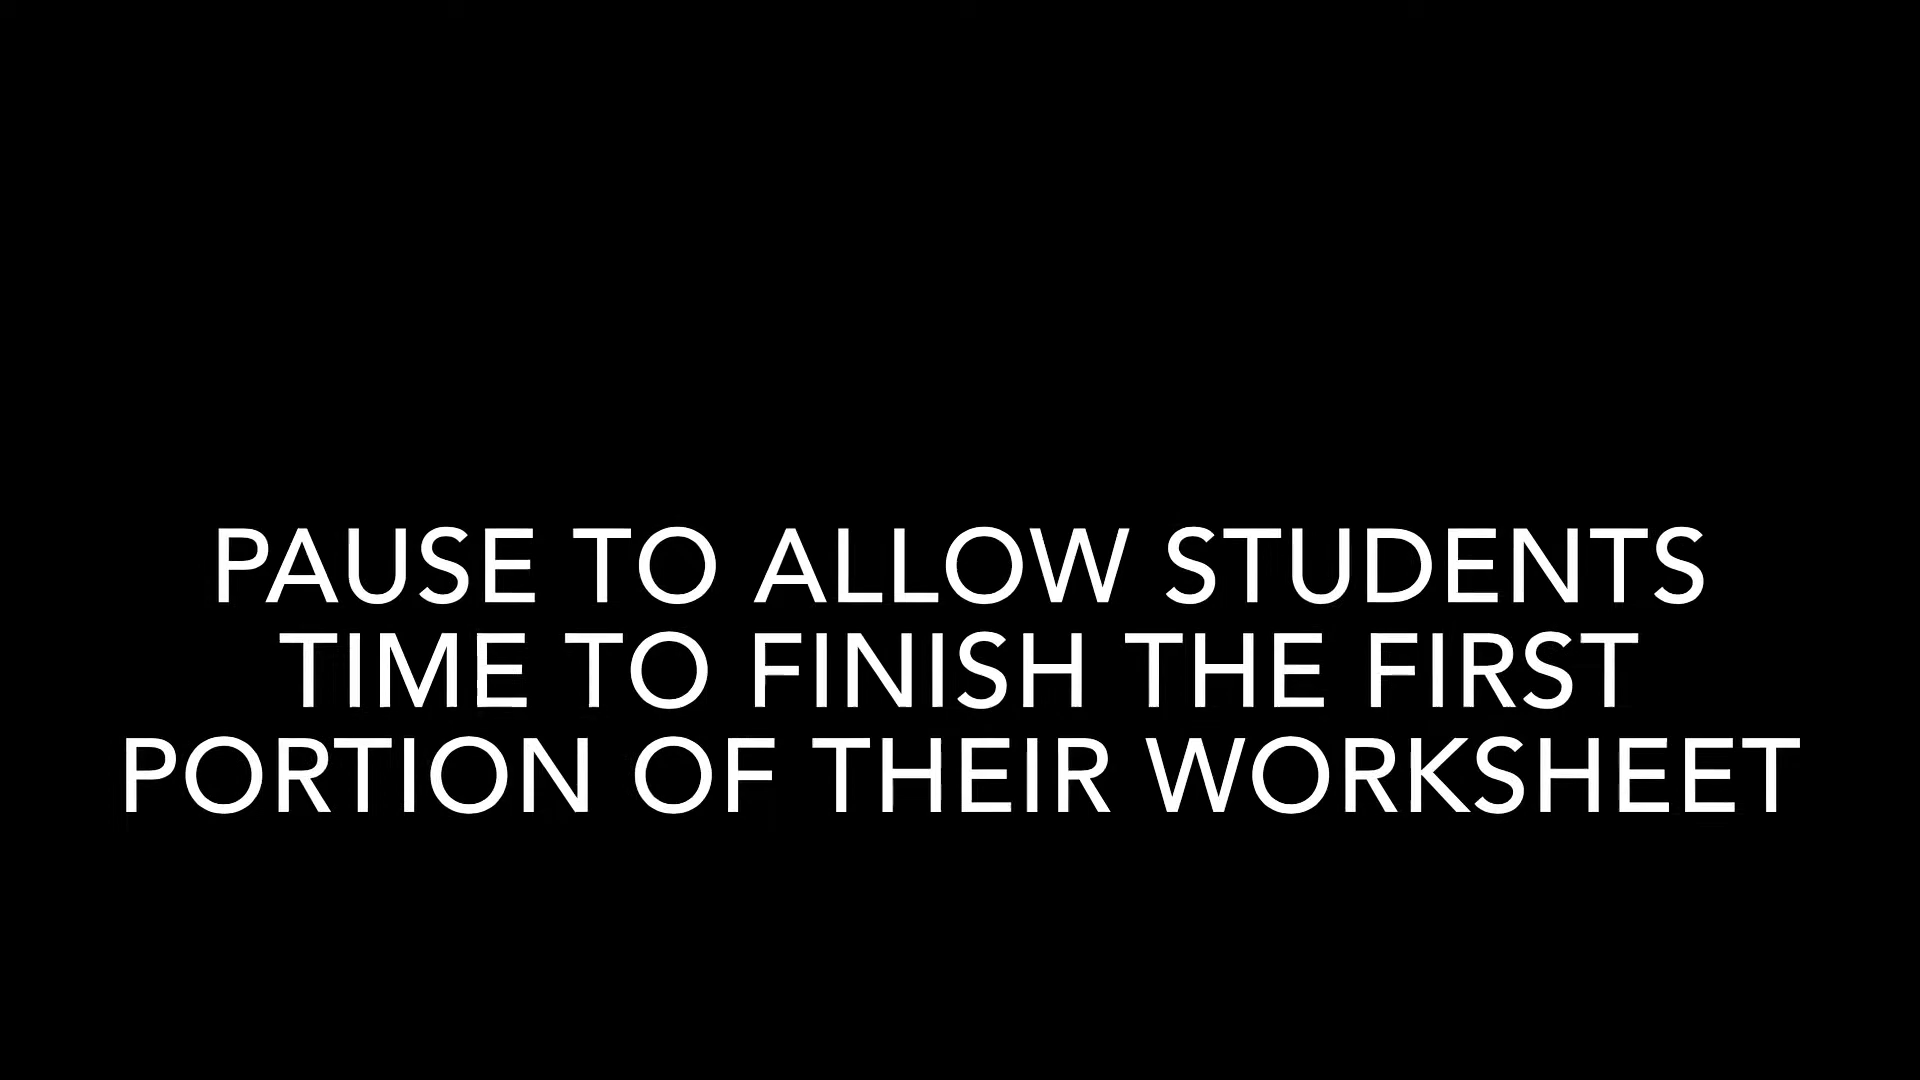 PAUSE TO ALLOW STUDENTS
TIME TO FINISH THE FIRST
PORTION OF THEIR WORKSHEET